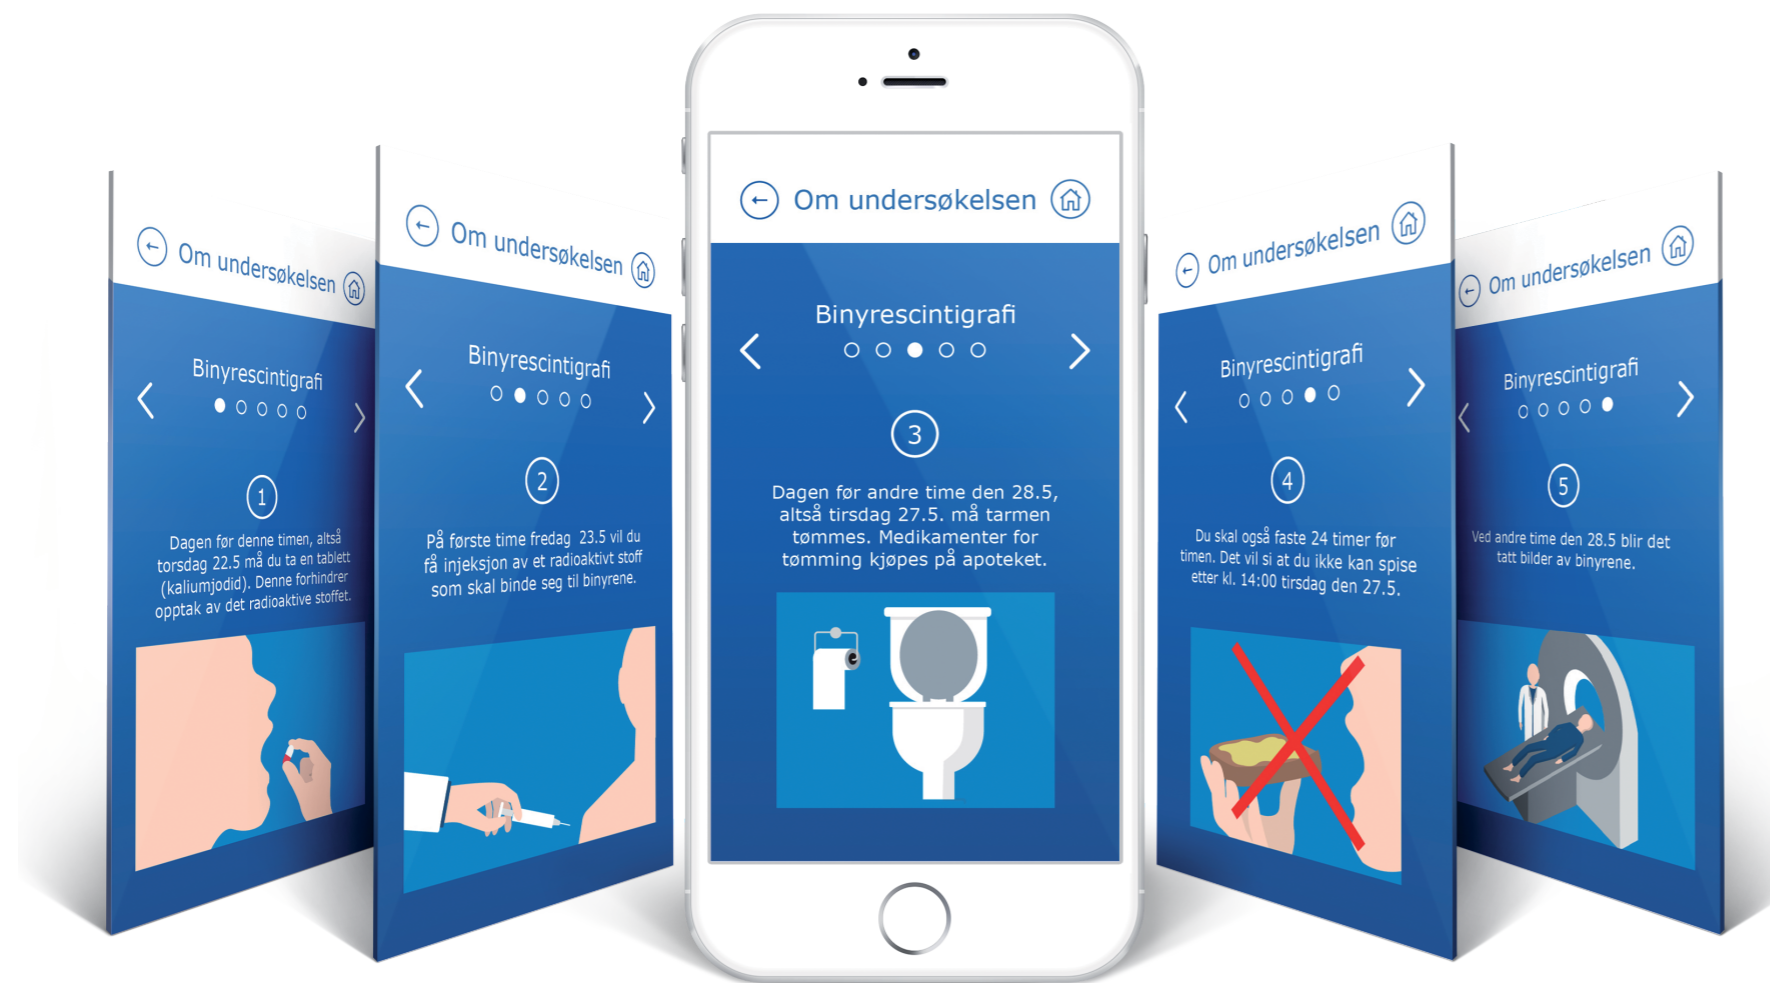 Om undersøkelsen
Binyrescintigrafi
1
Dagen før denne timen, altså
torsdag 22.5 må du ta en tablett
(kaliumjodid). Denne forhindrer
opptak av det radioaktive stoffet.
Om undersøkelsen
Binyrescintigrafi
2
På første time fredag 23.5 vil du
få injeksjon av et radioaktivt stoff
som skal binde seg til binyrene.
Om undersøkelsen
Binyrescintigrafi
3
Dagen før andre time den 28.5,
altså tirsdag 27.5. må tarmen
tømmes. Medikamenter for
tømming kjøpes på apoteket.
Om undersøkelsen
Binyrescintigrafi
4
Du skal også faste 24 timer før
timen. Det vil si at du ikke kan spise
etter kl. 14:00 tirsdag den 27.5.
Om undersøkelsen
Binyrescintigrafi
5
Ved andre time den 28.5 blir det
tatt bilder av binyrene.